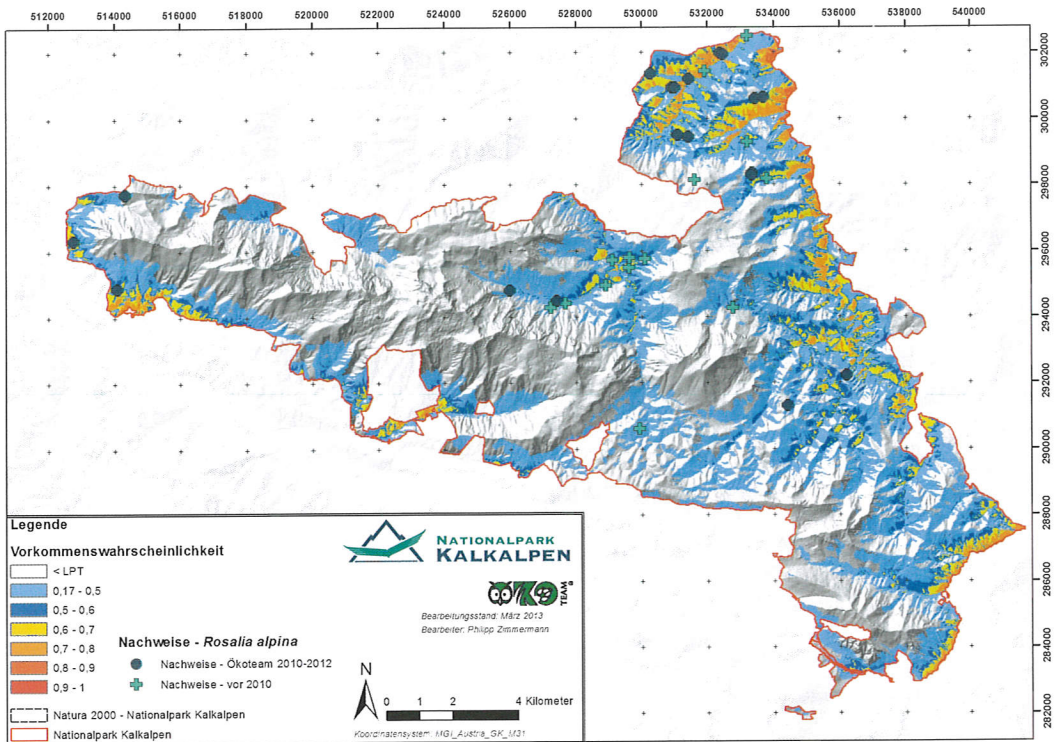 512000 514000 516000 518000 520000 522000 524000 526000 528000 530000 532000 534000 536000 538000 540000
302000
300000
298000
296000
294000
292000
290000
288000
286000
284000
282000
Legende
Vorkommenswahrscheinlichkeit
< LPT
0,17 - 0,5
0,5 - 0,6
0,6 - 0,7
0,7 - 0,8
0,8 - 0,9
0,9 - 1
Natura 2000 - Nationalpark Kalkalpen
Nationalpark Kalkalpen
Nachweise - Rosalia alpina
Nachweise - Ökoteam 2010-2012
Nachweise - vor 2010
NATIONALPARK
KALKALPEN
ÖKO TEAM
Bearbeitungsstand: März 2013
Bearbeiter: Philipp Zimmermann
N
0 1 2 4 Kilometer
Koordinatensystem: MGI_Austria_GK_M31